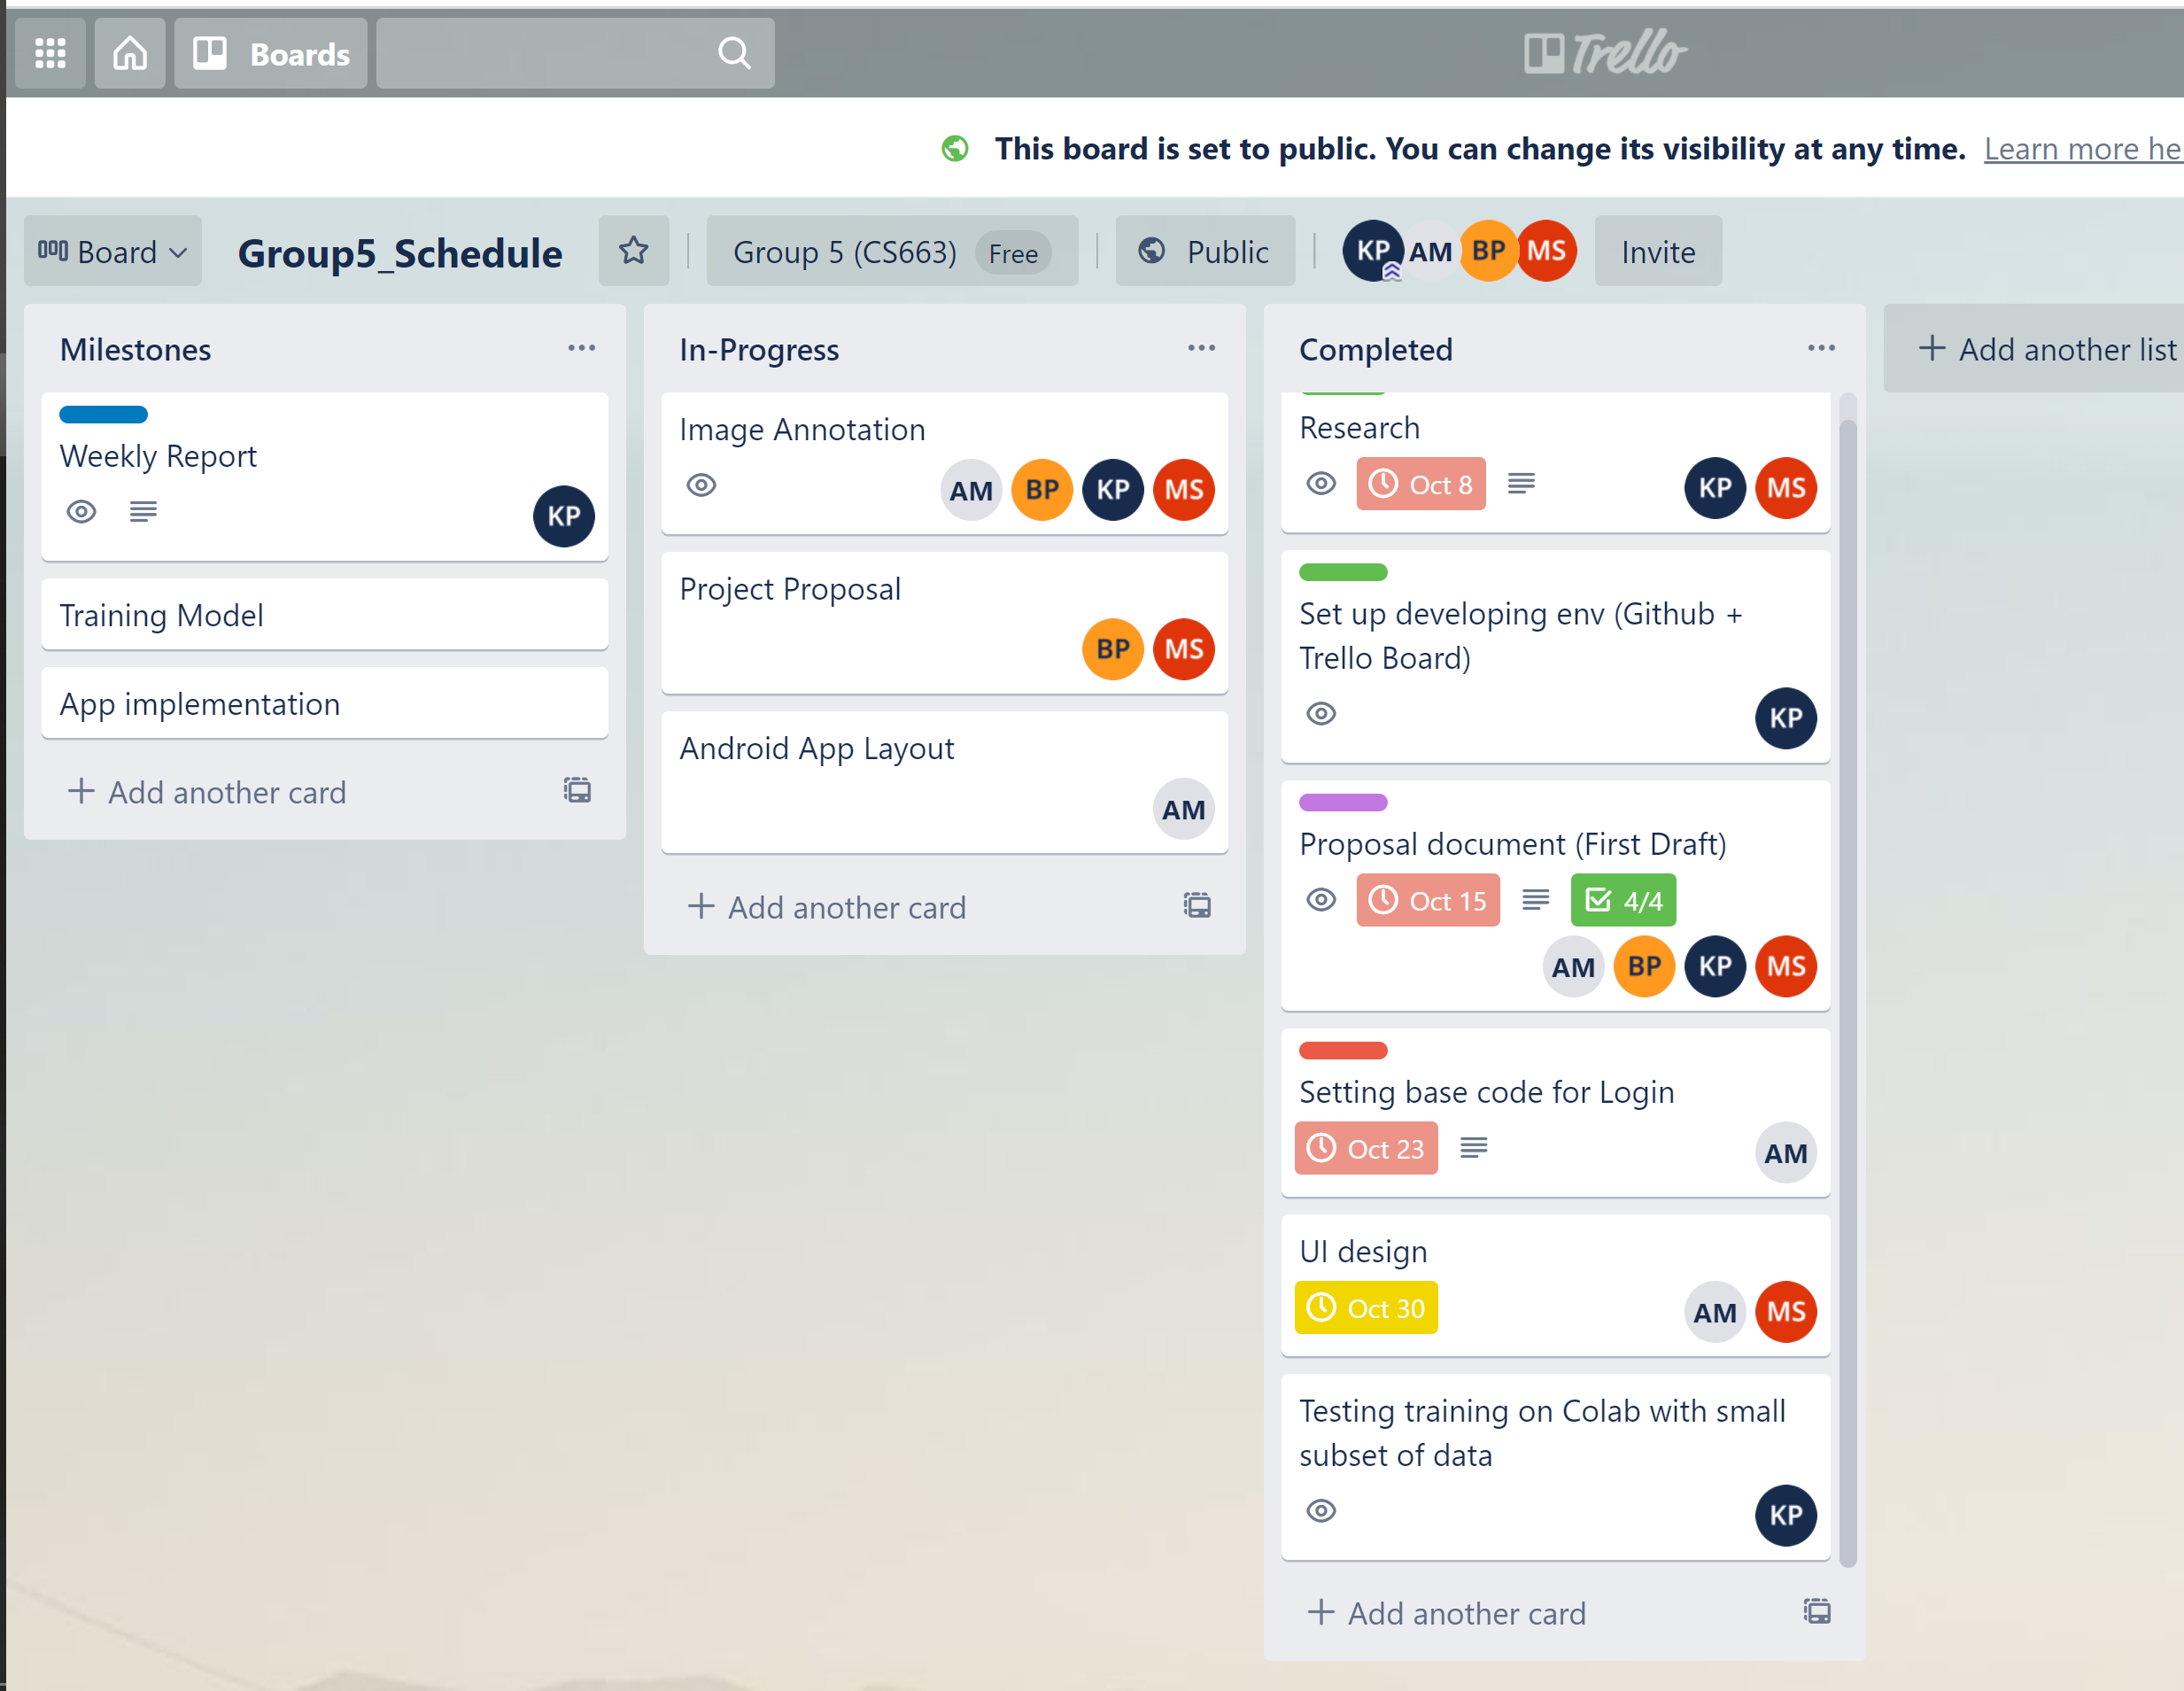 Boards
Trello
This board is set to public. You can change its visibility at any time. Learn more he
Board
Group5_Schedule
Group 5 (CS663) Free
Public
KP AM BP MS
Invite
Milestones
Weekly Report
KP
Training Model
App implementation
+ Add another card
In-Progress
Image Annotation
AM BP KP MS
Project Proposal
BP MS
Android App Layout
AM
+ Add another card
Completed
Research
Oct 8
KP MS
Set up developing env (Github +
Trello Board)
KP
Proposal document (First Draft)
Oct 15 4/4
AM BP KP MS
Setting base code for Login
Oct 23
AM
UI design
Oct 30
AM MS
Testing training on Colab with small
subset of data
KP
+ Add another card
+ Add another list